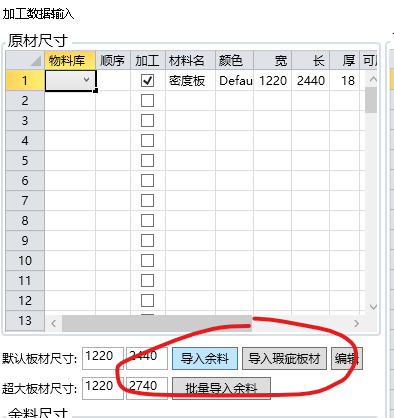 加工数据输入
原材尺寸
物料库 顺序 加工 材料名 颜色 宽 长 厚
1 密度板 Defau 1220 2440 18
2
3
4
5
6
7
8
9
10
11
12
13
默认板材尺寸: 1220 2440 导入余料 导入瑕疵板材 编辑
超大板材尺寸: 1220 2740 批量导入余料
余料尺寸